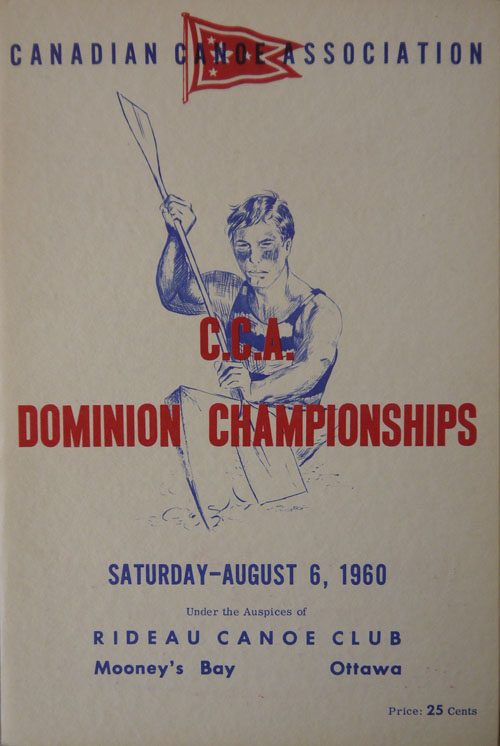 CANADIAN CANOE ASSOCIATION
C.C.A.
DOMINION CHAMPIONSHIPS
SATURDAY-AUGUST 6, 1960
Under the Auspices of
RIDEAU CANOE CLUB
Mooney's Bay Ottawa
Price: 25 Cents